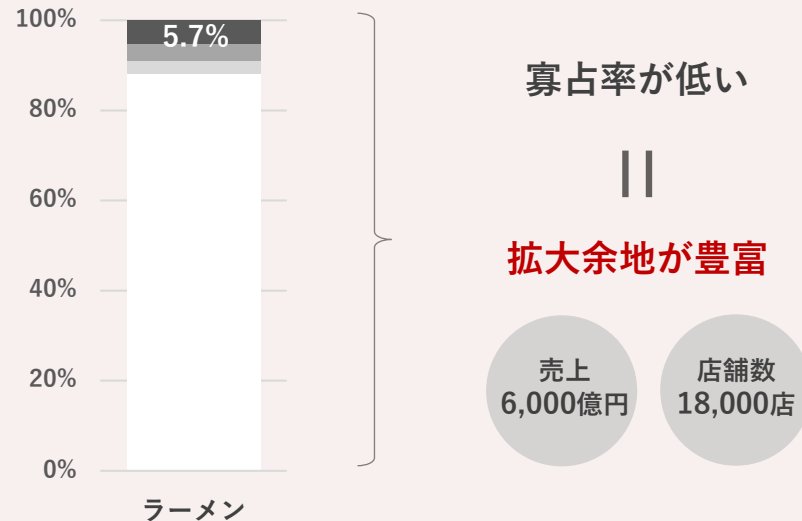 100%
80%
60%
40%
20%
0%
5.7%
ラーメン
寡占率が低い
||
拡大余地が豊富
売上
6,000億円
店舗数
18,000店